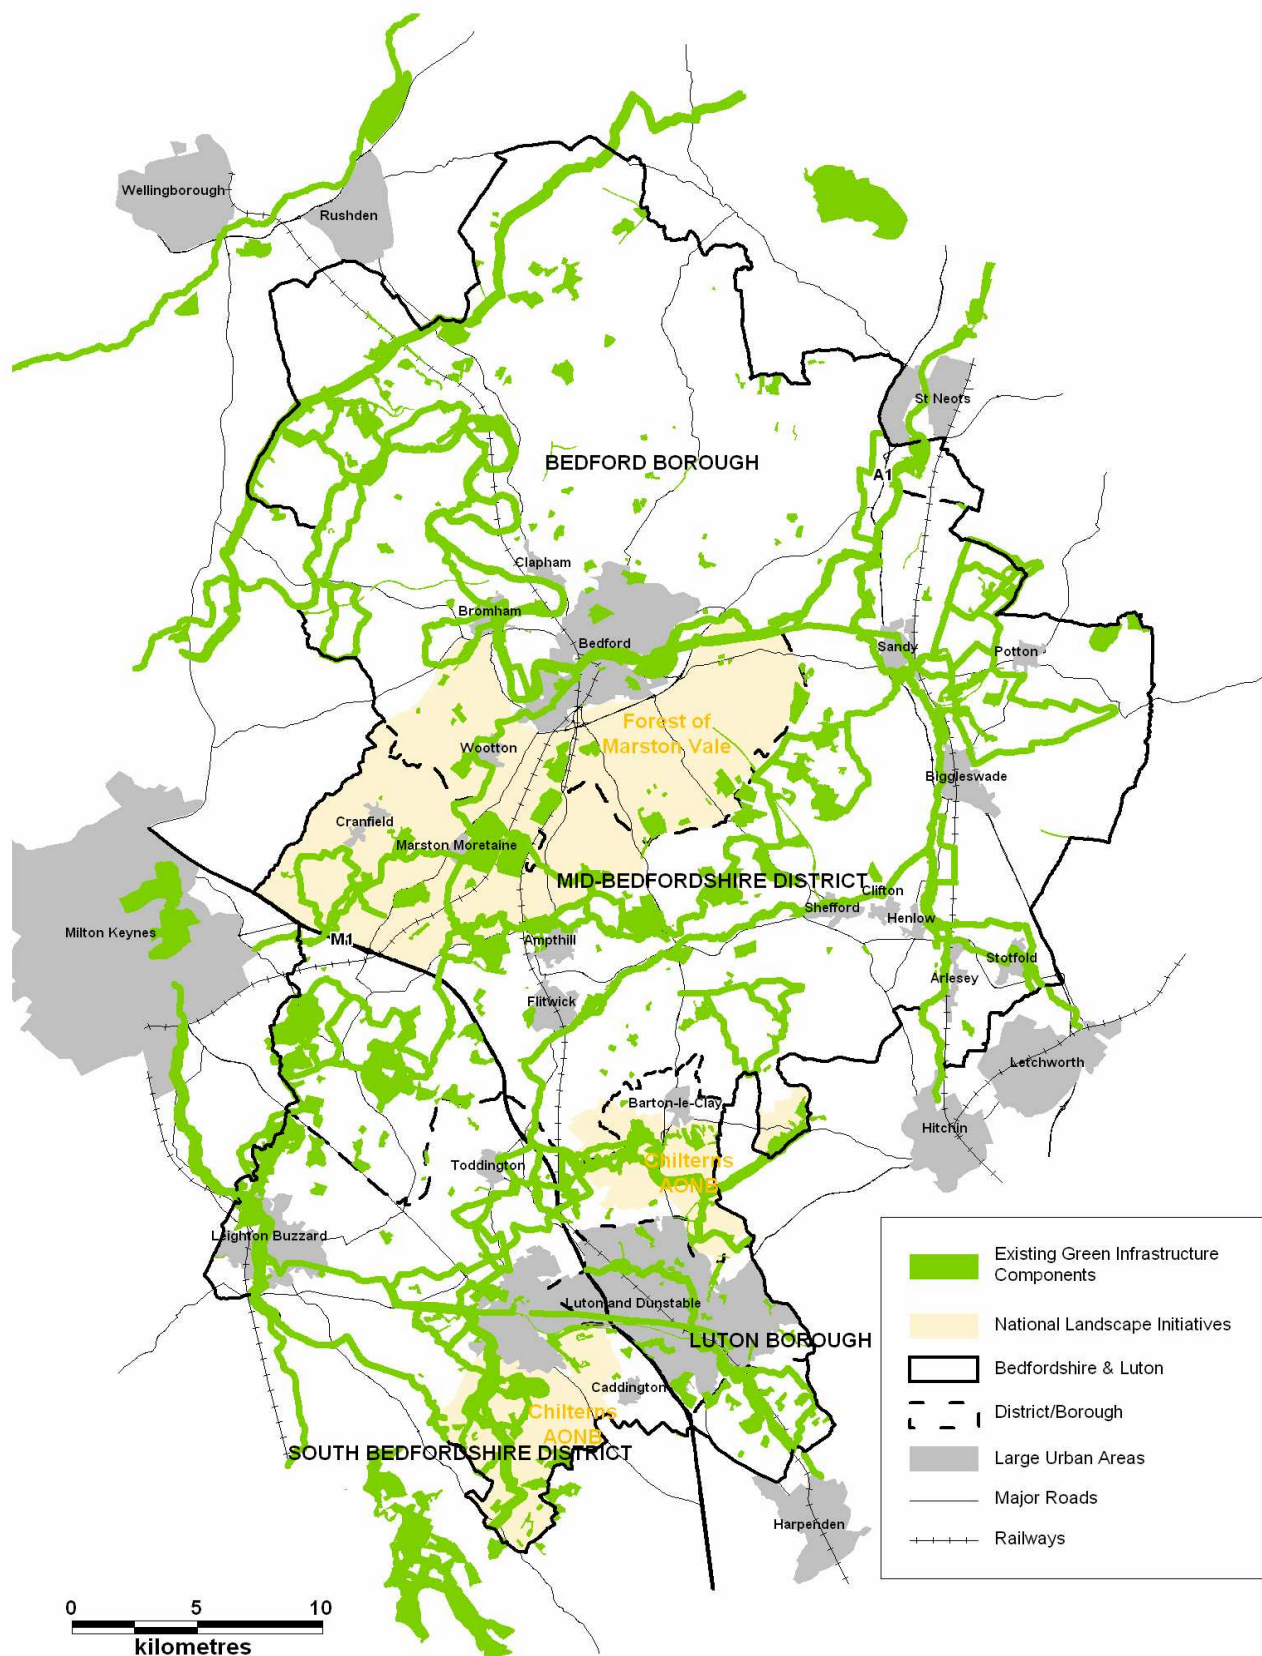 Wellingborough
Rushden
St Neots
BEDFORD BOROUGH
A1
Clapham
Bromham
Bedford
Sandy
Potton
Forest of
Marston Vale
Wootton
Biggleswade
Cranfield
Marston Moretaine
MID-BEDFORDSHIRE DISTRICT
Clifton
Shefford
Henlow
Milton Keynes
M1
Ampthill
Stotfold
Arlesey
Flitwick
Letchworth
Barton-le-Clay
Hitchin
Toddington
Chilterns
AONB
Leighton Buzzard
Luton and Dunstable
LUTON BOROUGH
Caddington
Chilterns
AONB
SOUTH BEDFORDSHIRE DISTRICT
Harpenden
Existing Green Infrastructure
Components
National Landscape Initiatives
Bedfordshire & Luton
District/Borough
Large Urban Areas
Major Roads
Railways
0 5 10
kilometres